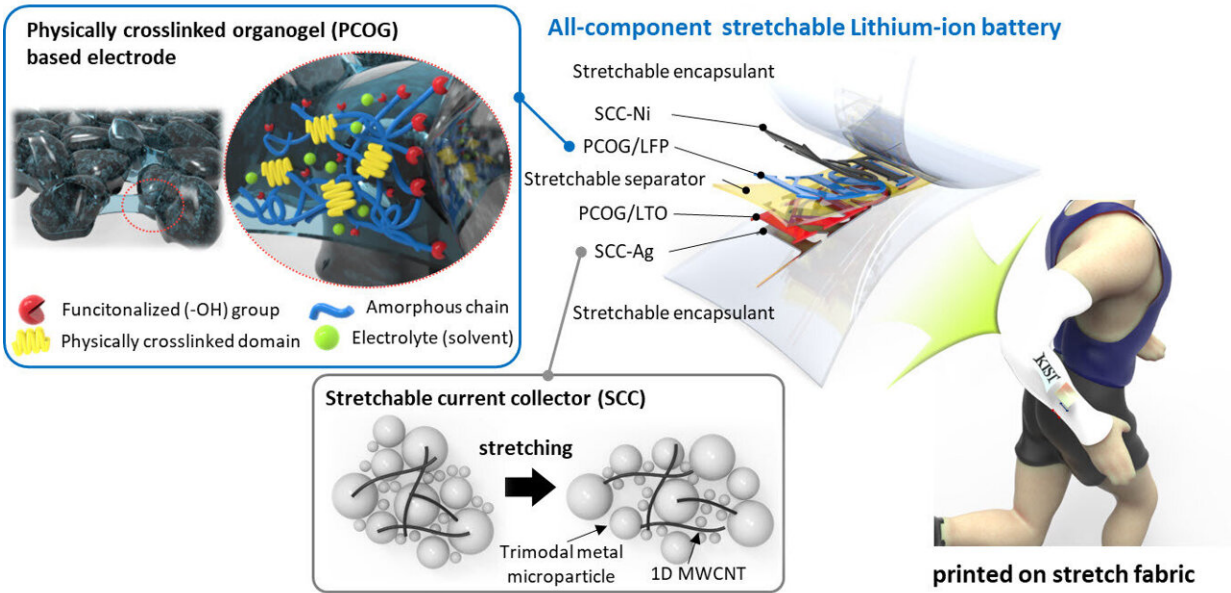 Physically crosslinked organogel (PCOG)
based electrode
Funcitonalized (-OH) group
Amorphous chain
Physically crosslinked domain
Electrolyte (solvent)
All-component stretchable Lithium-ion battery
Stretchable encapsulant
SCC-Ni
PCOG/LFP
Stretchable separator
PCOG/LTO
SCC-Ag
Stretchable encapsulant
Stretchable current collector (SCC)
stretching
Trimodal metal
microparticle
1D MWCNT
KIST
printed on stretch fabric